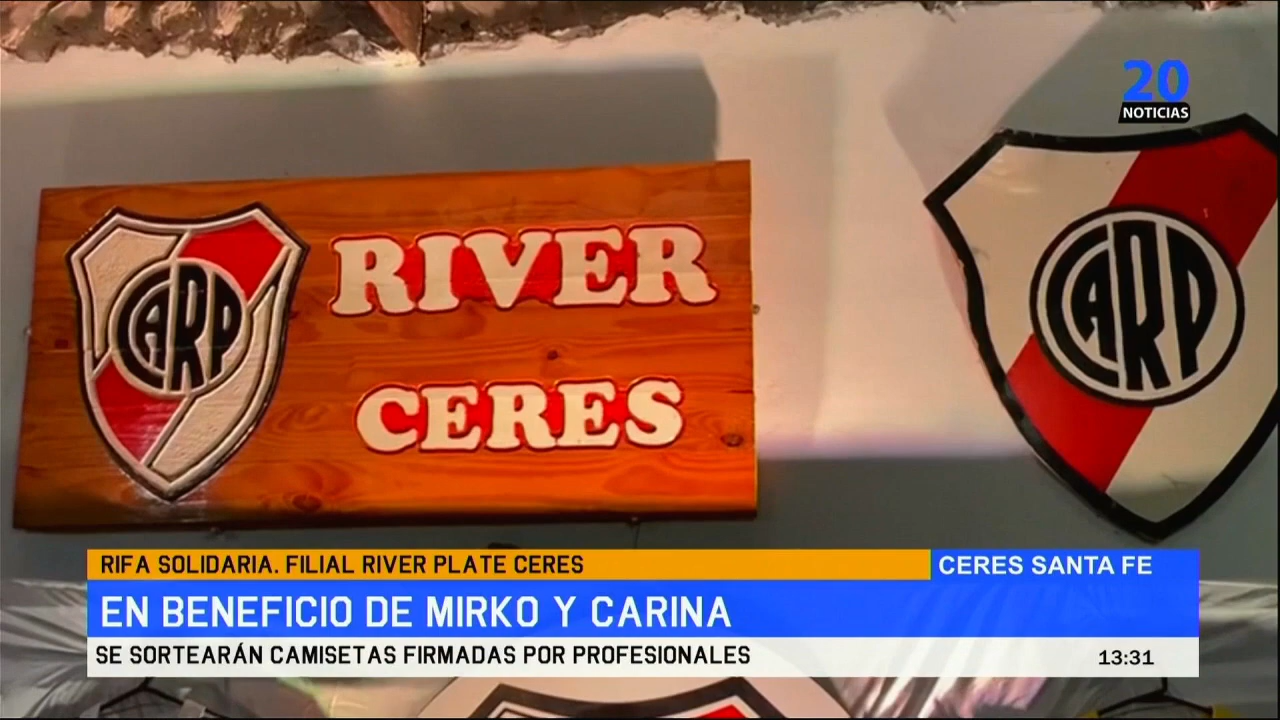 20
NOTICIAS
CARP
RIVER
CERES
CARP
RIFA SOLIDARIA. FILIAL RIVER PLATE CERES
CERES SANTA FE
EN BENEFICIO DE MIRKO Y CARINA
SE SORTEARÁN CAMISETAS FIRMADAS POR PROFESIONALES
13:31